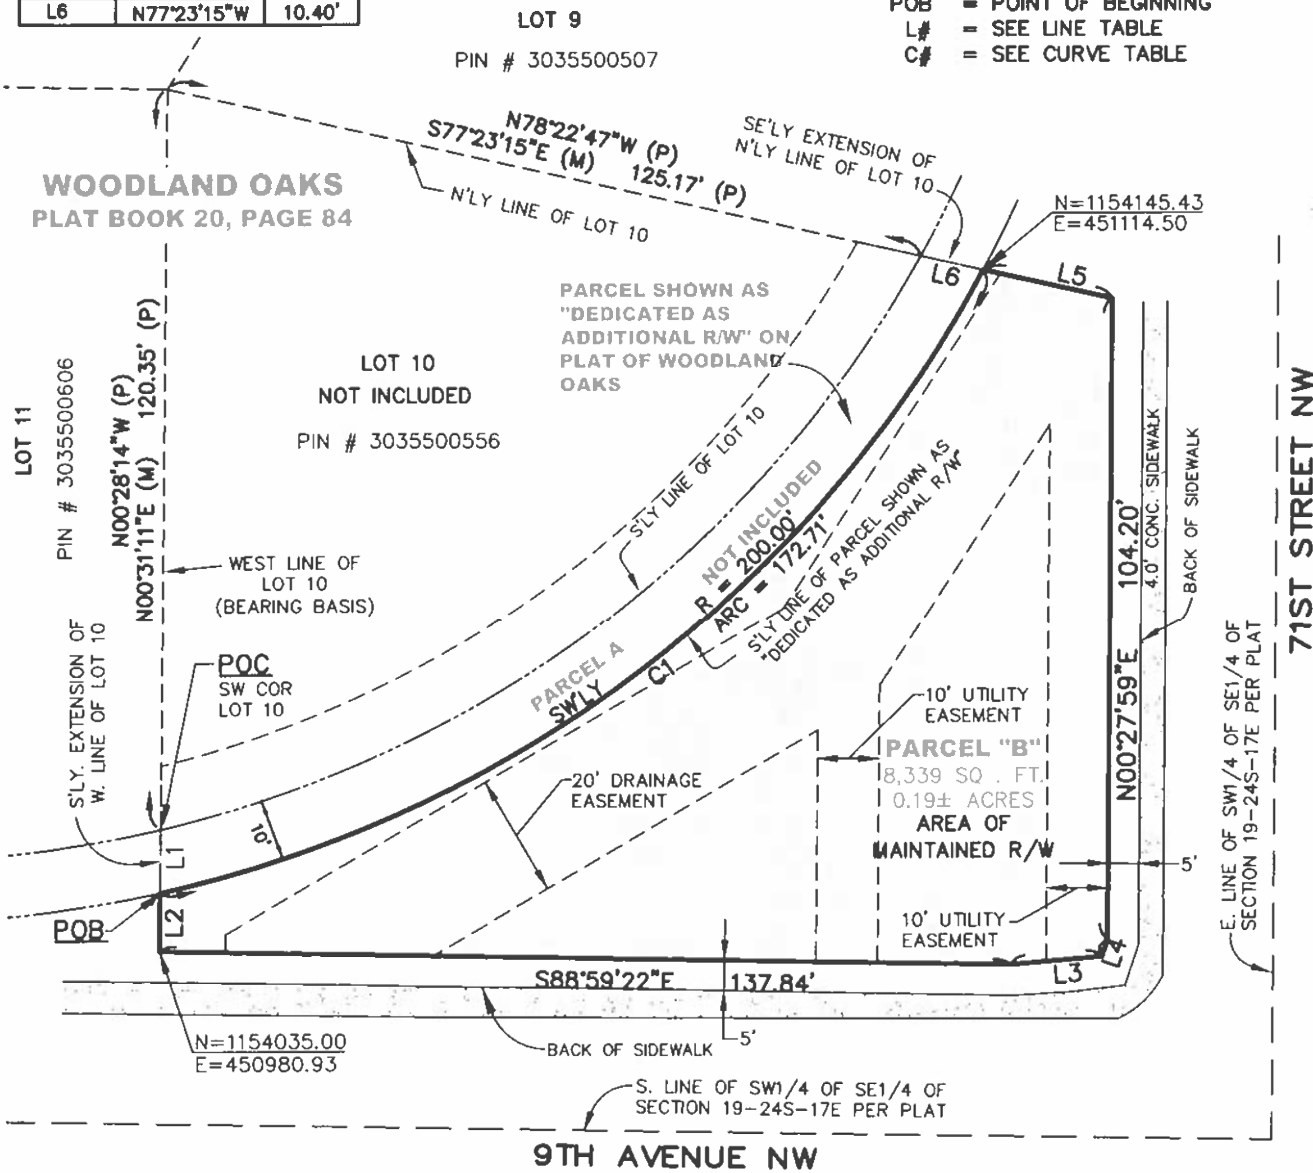 L6 N77°23'15"W 10.40'
POB = POINT OF BEGINNING
L# = SEE LINE TABLE
C# = SEE CURVE TABLE
LOT 9
PIN # 3035500507
N78°22'47"W (P)
S77°23'15"E (M) 125.17' (P)
N'LY LINE OF LOT 10
SE'LY EXTENSION OF
N'LY LINE OF LOT 10
N=1154145.43
E=451114.50
L6
L5
WOODLAND OAKS
PLAT BOOK 20, PAGE 84
PARCEL SHOWN AS
"DEDICATED AS
ADDITIONAL R/W" ON
PLAT OF WOODLAND
OAKS
LOT 10
NOT INCLUDED
PIN # 3035500556
LOT 11
PIN # 3035500606
N00°28'14"W (P)
N00°31'11"E (M) 120.35' (P)
WEST LINE OF
LOT 10
(BEARING BASIS)
S'LY LINE OF LOT 10
NOT INCLUDED
R = 200.00'
ARC = 172.71'
S'LY LINE OF PARCEL SHOWN AS
"DEDICATED AS ADDITIONAL R/W"
PARCEL A
SW'LY
C1
S'LY. EXTENSION OF
W. LINE OF LOT 10
POC
SW COR
LOT 10
L1
10'
POB
L2
20' DRAINAGE
EASEMENT
10' UTILITY
EASEMENT
PARCEL "B"
8,339 SQ . FT.
0.19± ACRES
AREA OF
MAINTAINED R/W
10' UTILITY
EASEMENT
N00°27'59"E 104.20'
4.0' CONC. SIDEWALK
BACK OF SIDEWALK
5'
71ST STREET NW
E. LINE OF SW1/4 OF SE1/4 OF
SECTION 19-24S-17E PER PLAT
L4
L3
S88°59'22"E 137.84'
N=1154035.00
E=450980.93
BACK OF SIDEWALK
5'
S. LINE OF SW1/4 OF SE1/4 OF
SECTION 19-24S-17E PER PLAT
9TH AVENUE NW